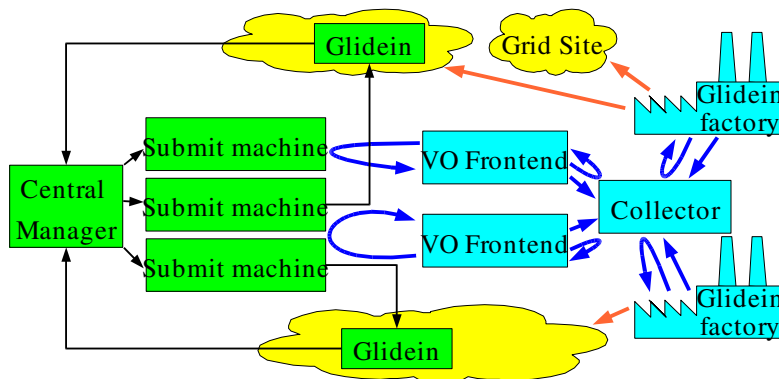 Glidein
Grid Site
Glidein
factory
Submit machine
VO Frontend
Central
Manager
Submit machine
Collector
Submit machine
VO Frontend
Glidein
factory
Glidein